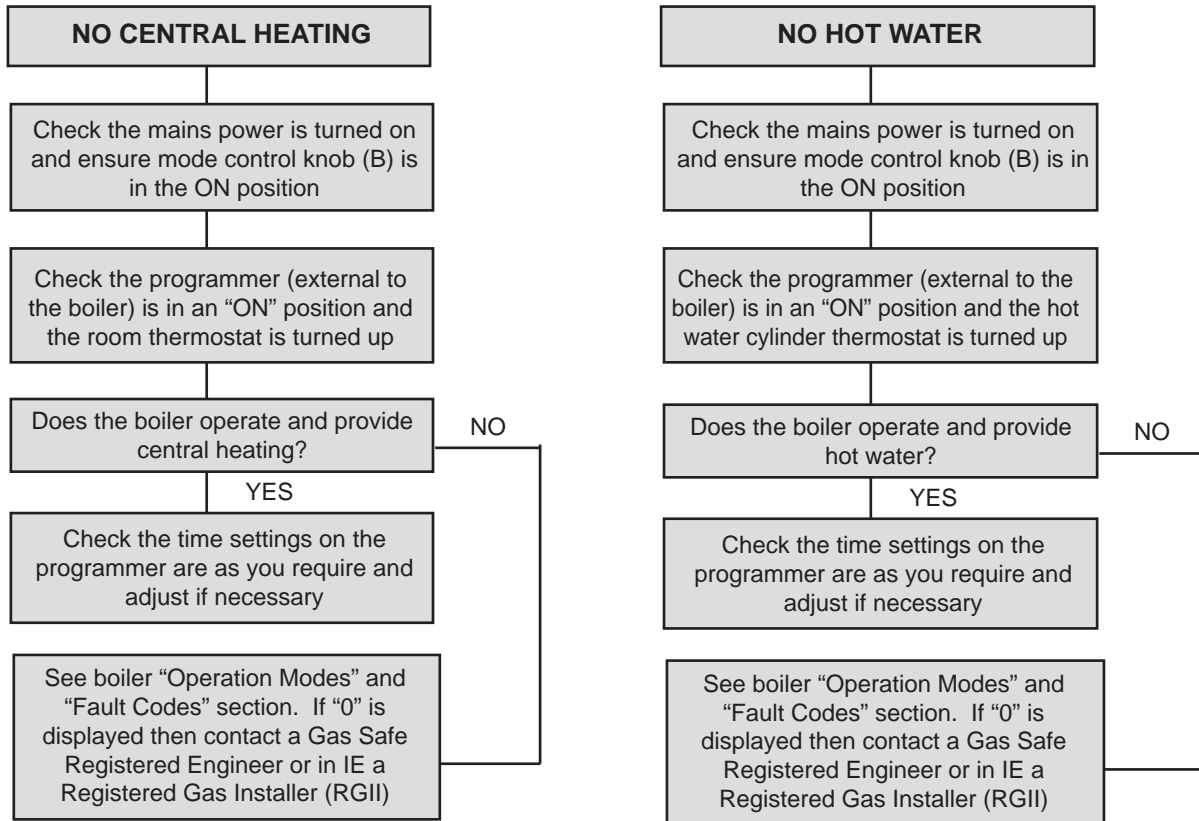 NO CENTRAL HEATING
Check the mains power is turned on
and ensure mode control knob (B) is
in the ON position
Check the programmer (external to
the boiler) is in an “ON” position and
the room thermostat is turned up
Does the boiler operate and provide
central heating?
NO
YES
Check the time settings on the
programmer are as you require and
adjust if necessary
See boiler “Operation Modes” and
“Fault Codes” section.  If “0” is
displayed then contact a Gas Safe
Registered Engineer or in IE a
Registered Gas Installer (RGII)
NO HOT WATER
Check the mains power is turned on
and ensure mode control knob (B) is in
the ON position
Check the programmer (external to the
boiler) is in an “ON” position and the hot
water cylinder thermostat is turned up
Does the boiler operate and provide
hot water?
NO
YES
Check the time settings on the
programmer are as you require and
adjust if necessary
See boiler “Operation Modes” and
“Fault Codes” section.  If “0” is
displayed then contact a Gas Safe
Registered Engineer or in IE a
Registered Gas Installer (RGII)